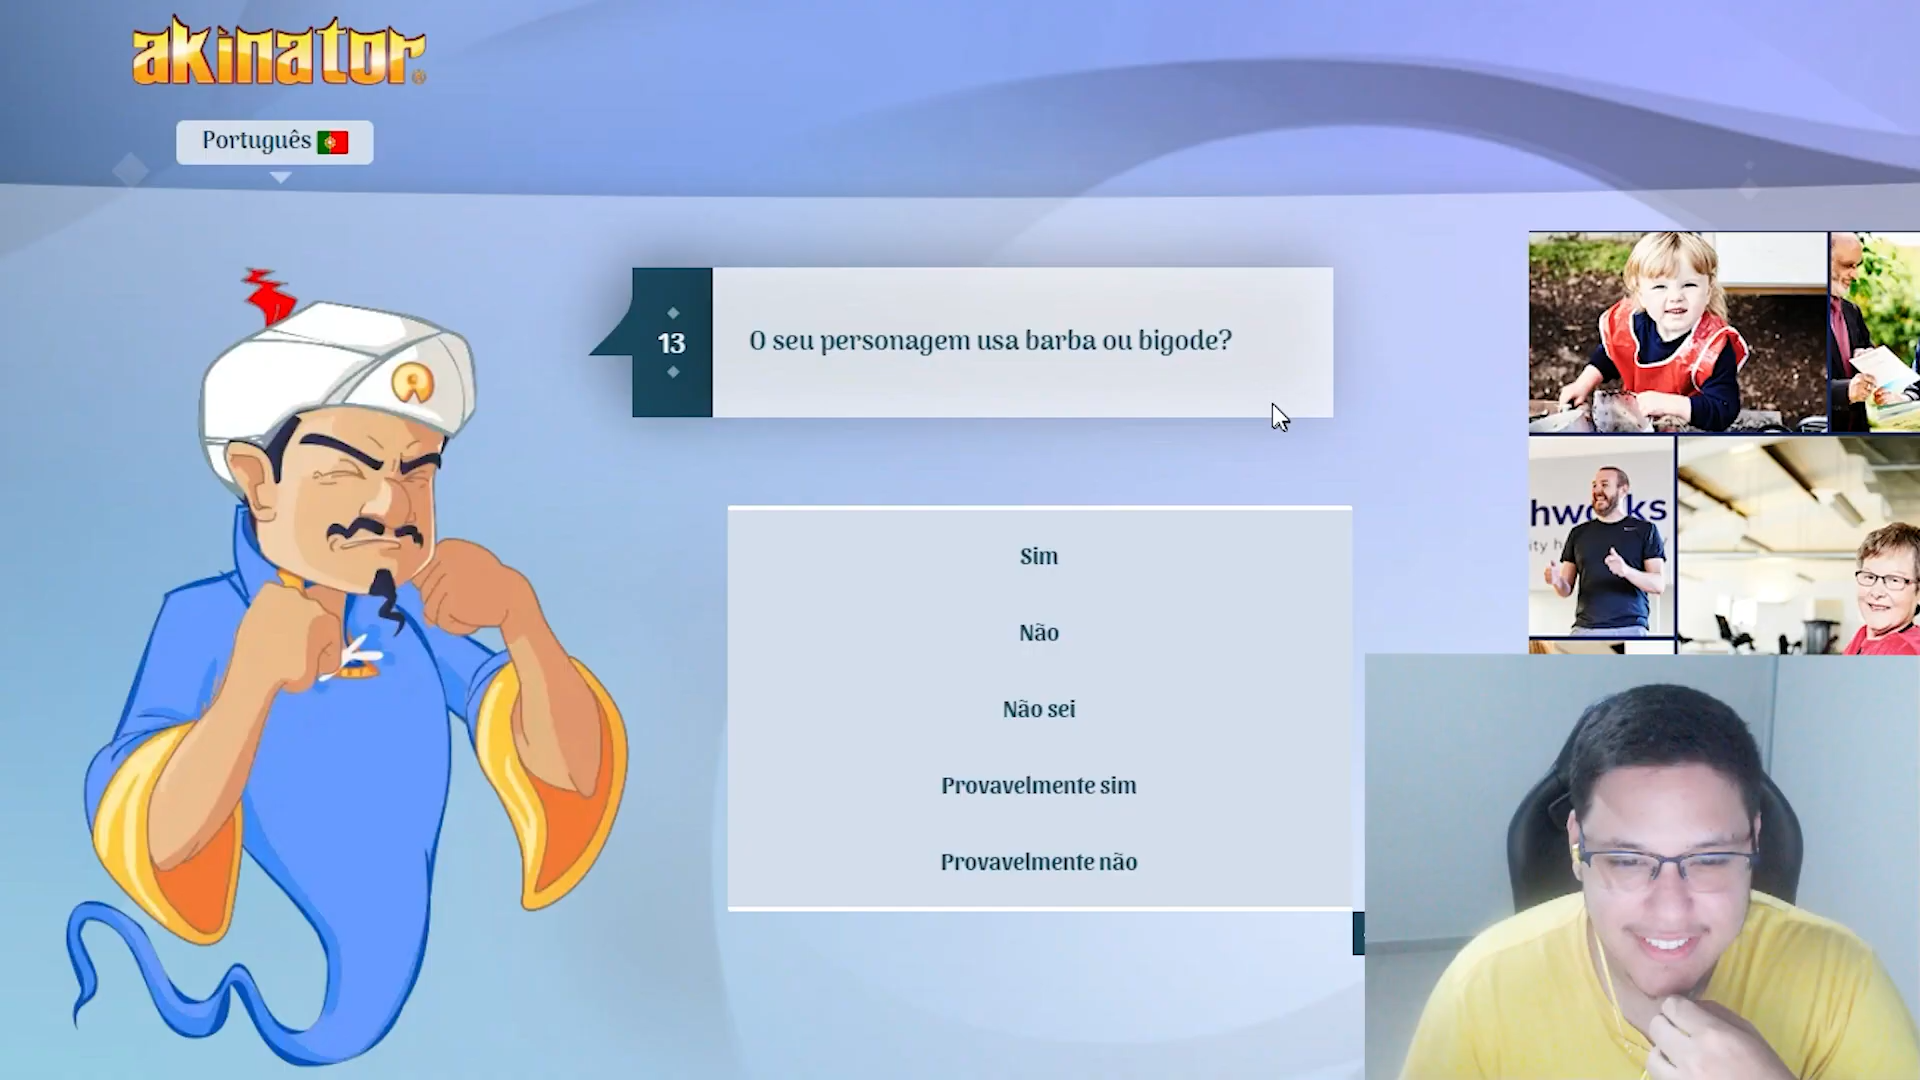 akinator
Português
13
O seu personagem usa barba ou bigode?
Sim
Não
Não sei
Provavelmente sim
Provavelmente não